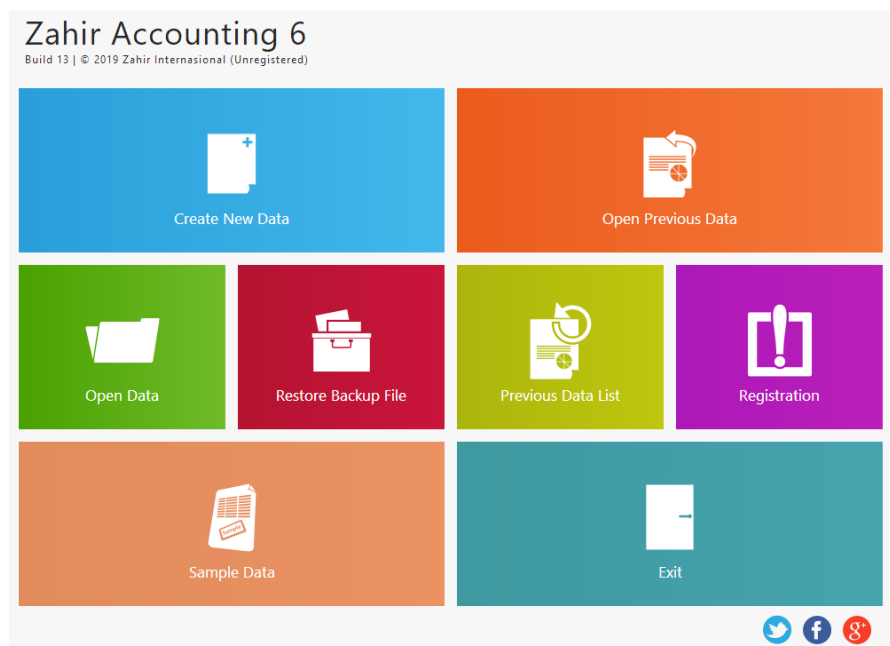 Zahir Accounting 6
Build 13 | © 2019 Zahir Internasional (Unregistered)
Create New Data
Open Previous Data
Open Data
Restore Backup File
Previous Data List
Registration
Sample
Sample Data
Exit
f
g+